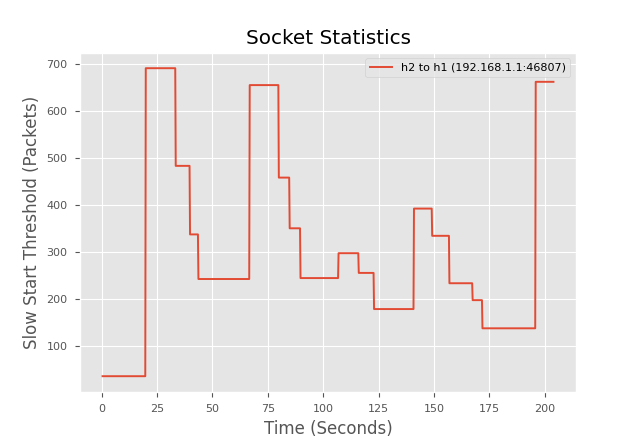 Socket Statistics
h2 to h1 (192.168.1.1:46807)
Slow Start Threshold (Packets)
700
600
500
400
300
200
100
0 25 50 75 100 125 150 175 200
Time (Seconds)